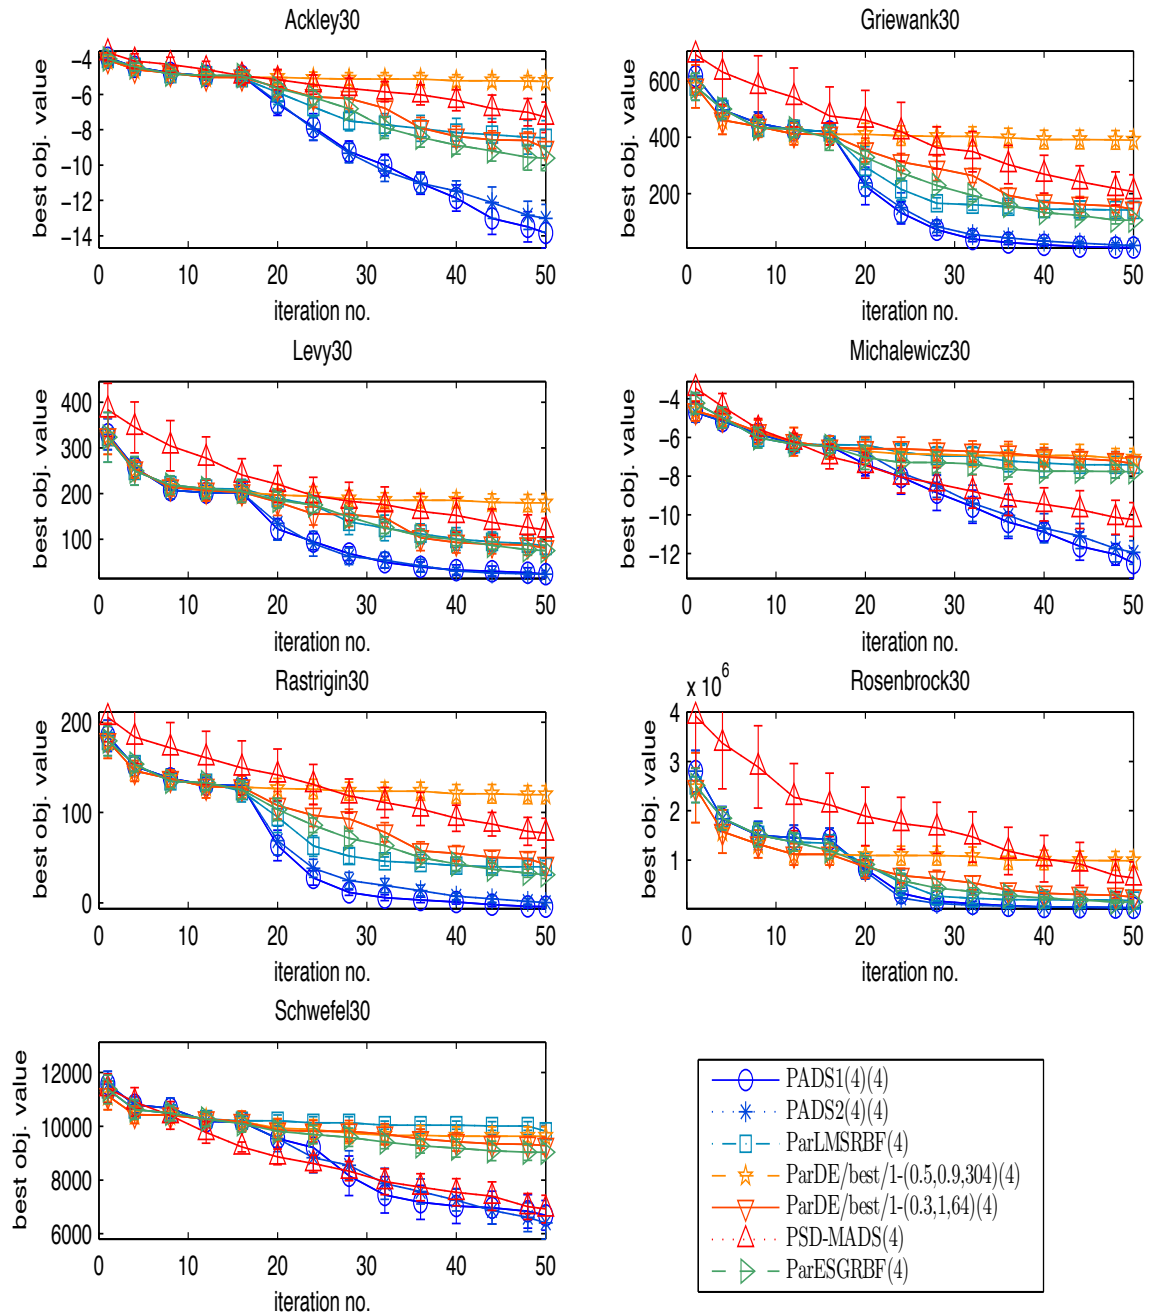 Ackley30
best obj. value
−4
−6
−8
−10
−12
−14
0 10 20 30 40 50
iteration no.
Griewank30
best obj. value
600
400
200
0 10 20 30 40 50
iteration no.
Levy30
best obj. value
400
300
200
100
0 10 20 30 40 50
iteration no.
Michalewicz30
best obj. value
−4
−6
−8
−10
−12
0 10 20 30 40 50
iteration no.
Rastrigin30
best obj. value
200
100
0
0 10 20 30 40 50
iteration no.
Rosenbrock30
x 10^6
best obj. value
4
3
2
1
0 10 20 30 40 50
iteration no.
Schwefel30
best obj. value
12000
10000
8000
6000
0 10 20 30 40 50
iteration no.
PADS1(4)(4)
PADS2(4)(4)
ParLMSRBF(4)
ParDE/best/1-(0.5,0.9,304)(4)
ParDE/best/1-(0.3,1,64)(4)
PSD-MADS(4)
ParESGRBF(4)